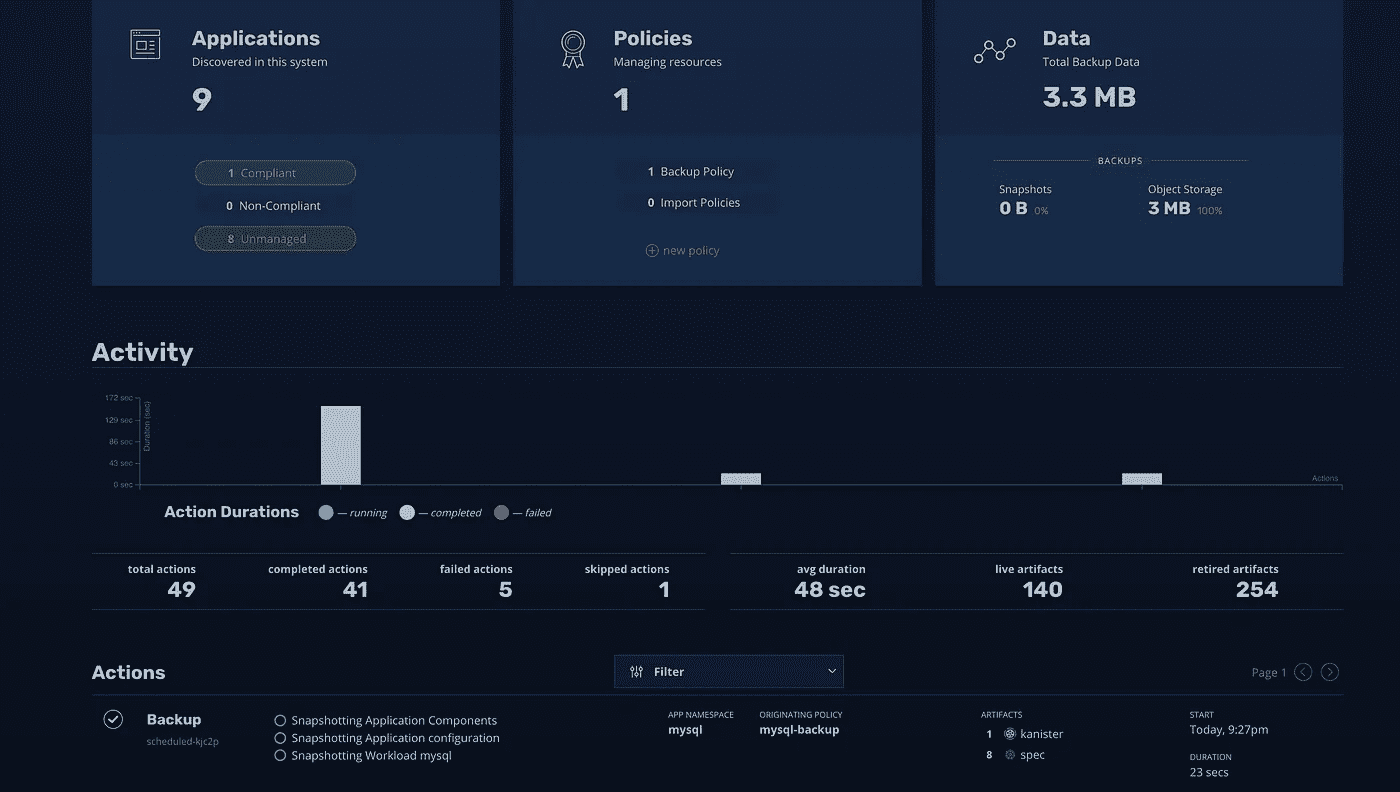 Applications
Discovered in this system
9
1 Compliant
0 Non-Compliant
8 Unmanaged
Policies
Managing resources
1
1 Backup Policy
0 Import Policies
new policy
Data
Total Backup Data
3.3 MB
BACKUPS
Snapshots
0 B 0%
Object Storage
3 MB 100%
Activity
172 sec
129 sec
86 sec
43 sec
0 sec
Duration (sec)
Actions
Action Durations — running — completed — failed
total actions
49
completed actions
41
failed actions
5
skipped actions
1
avg duration
48 sec
live artifacts
140
retired artifacts
254
Actions
Filter
Page 1
Backup
scheduled-kjc2p
Snapshotting Application Components
Snapshotting Application configuration
Snapshotting Workload mysql
APP NAMESPACE
mysql
ORIGINATING POLICY
mysql-backup
ARTIFACTS
1 kanister
8 spec
START
Today, 9:27pm
DURATION
23 secs